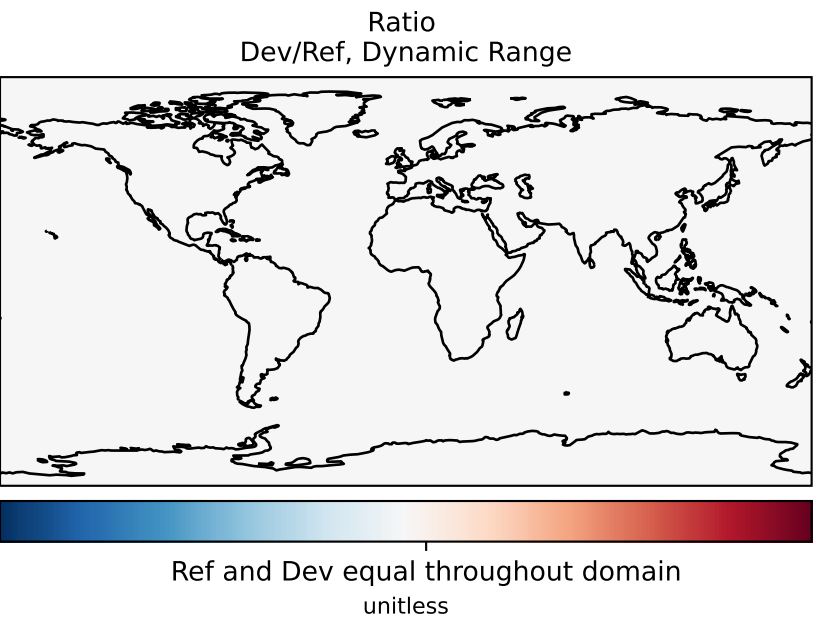 Ratio
Dev/Ref, Dynamic Range
Ref and Dev equal throughout domain
unitless